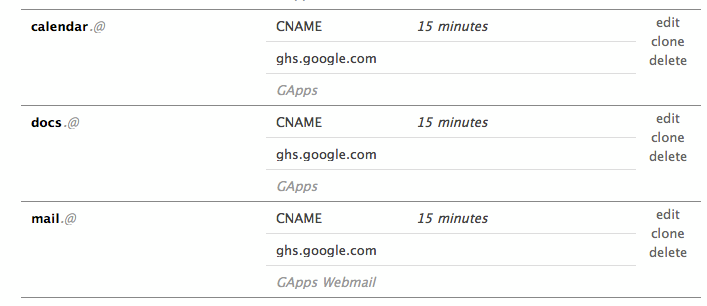 calendar.@ CNAME 15 minutes edit
clone
ghs.google.com delete
GApps
docs.@ CNAME 15 minutes edit
clone
ghs.google.com delete
GApps
mail.@ CNAME 15 minutes edit
clone
ghs.google.com delete
GApps Webmail